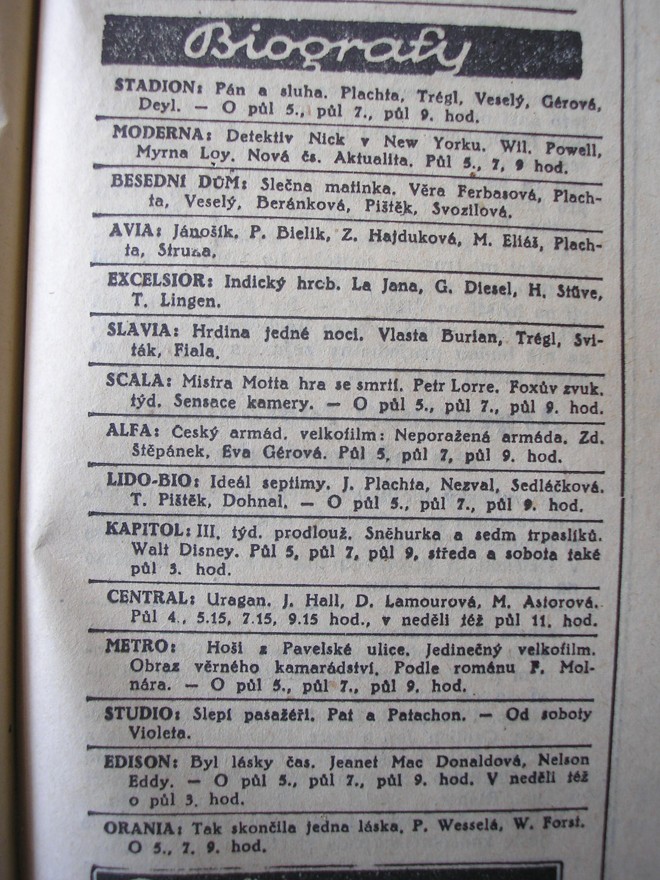 Biografy
STADION: Pán a sluha. Plachta, Trégl, Veselý, Gérová,
Deyl. — O půl 5., půl 7., půl 9. hod.
MODERNA: Detektiv Nick v New Yorku. Wil. Powell,
Myrna Loy. Nová čs. Aktualita. Půl 5., 7, 9 hod.
BESEDNÍ DŮM: Slečna matinka. Věra Ferbasová, Plach-
ta, Veselý, Beránková, Pištěk, Svozilová.
AVIA: Jánošík. P. Bielik, Z. Hajduková, M. Eliáš, Plach-
ta, Struna.
EXCELSIOR: Indický hrob. La Jana, G. Diesel, H. Stüve,
T. Lingen.
SLAVIA: Hrdina jedné noci. Vlasta Burian, Trégl, Svi-
ták, Fiala.
SCALA: Mistra Motta hra se smrtí. Petr Lorre. Foxův zvuk.
týd. Sensace kamery. — O půl 5., půl 7., půl 9. hod.
ALFA: Český armád. velkofilm: Neporažená armáda. Zd.
Štěpánek, Eva Gérová. Půl 5, půl 7, půl 9. hod.
LIDO-BIO: Ideál septimy. J. Plachta, Nezval, Sedláčková.
T. Pištěk, Dohnal. — O půl 5., půl 7., půl 9. hod.
KAPITOL: III. týd. prodlouž. Sněhurka a sedm trpaslíků.
Walt Disney. Půl 5, půl 7, půl 9, středa a sobota také
půl 3. hod.
CENTRAL: Uragan. J. Hall, D. Lamourová, M. Astorová.
Půl 4., 5.15, 7.15, 9.15 hod., v neděli též půl 11. hod.
METRO: Hoši z Pavelské ulice. Jedinečný velkofilm.
Obraz věrného kamarádství. Podle románu F. Mol-
nára. — O půl 5., půl 7., půl 9. hod.
STUDIO: Slepí pasažéři. Pat a Patachon. — Od soboty
Violeta.
EDISON: Byl lásky čas. Jeanet Mac Donaldová, Nelson
Eddy. — O půl 5., půl 7., půl 9. hod. V neděli též
o půl 3. hod.
ORANIA: Tak skončila jedna láska. P. Wesselá, W. Forst.
O 5., 7. 9. hod.